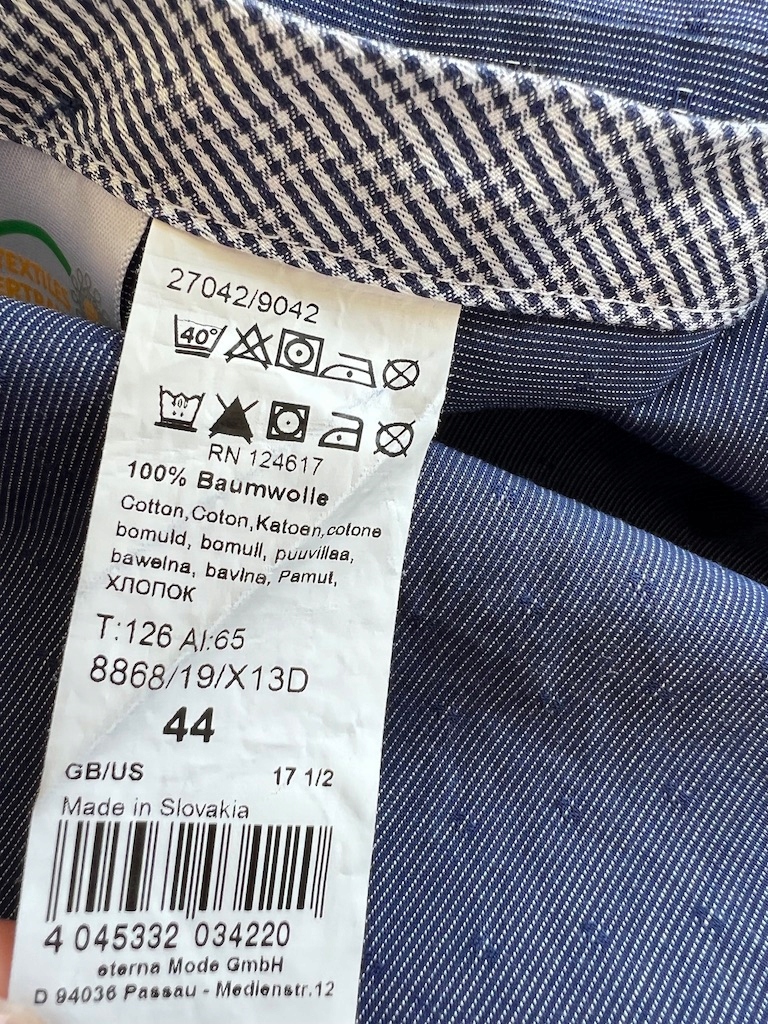 TEXTILES
27042/9042
40°
RN 124617
100% Baumwolle
Cotton,Coton,Katoen,cotone
bomuld, bomull, puuvillaa,
bawelna, bavlna, Pamut,
ХЛОПОК
T:126 Al:65
8868/19/X13D
44
GB/US 17 1/2
Made in Slovakia
4 045332 034220
eterna Mode GmbH
D 94036 Passau - Medienstr.12